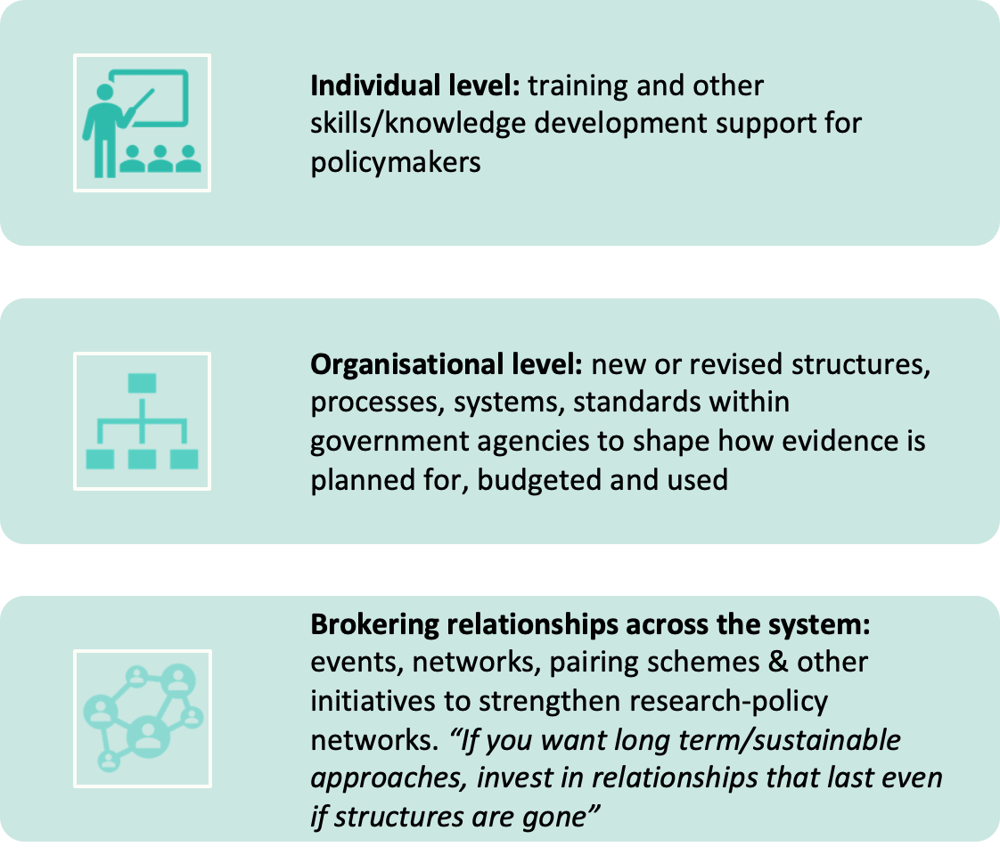 Individual level: training and other
skills/knowledge development support for
policymakers
Organisational level: new or revised structures,
processes, systems, standards within
government agencies to shape how evidence is
planned for, budgeted and used
Brokering relationships across the system:
events, networks, pairing schemes & other
initiatives to strengthen research-policy
networks. “If you want long term/sustainable
approaches, invest in relationships that last even
if structures are gone”